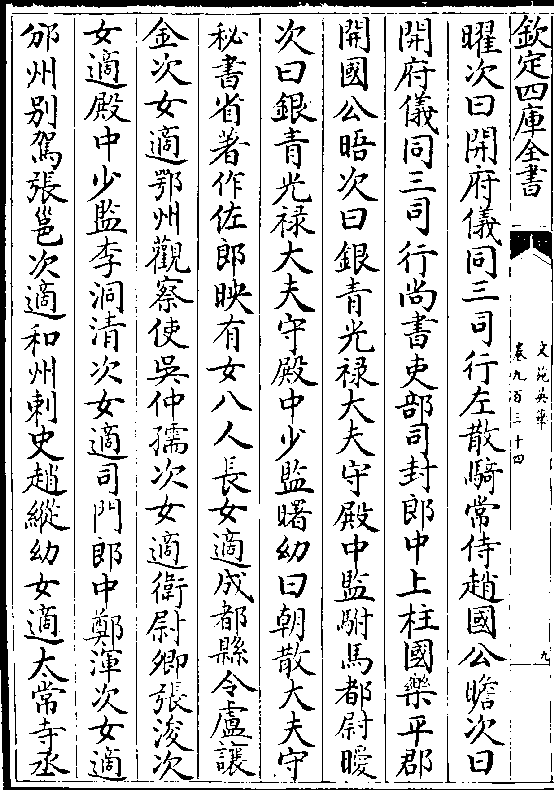 欽定四庫全書
文苑英華
卷九百三十四
九
曜次曰開府儀同三司行左散騎常侍趙國公瞻次曰
開府儀同三司行尚書吏部司封郎中上柱國樂平郡
開國公晤次曰銀青光禄大夫守殿中監駙馬都尉曖
次曰銀青光禄大夫守殿中少監曙幼曰朝散大夫守
秘書省著作佐郎映有女八人長女適成都縣令盧讓
金次女適鄂州觀察使吳仲孺次女適衛尉卿張浚次
女適殿中少監李洞清次女適司門郎中鄭渾次女適
邠州别駕張邕次適和州刺史趙縱幼女適太常寺丞